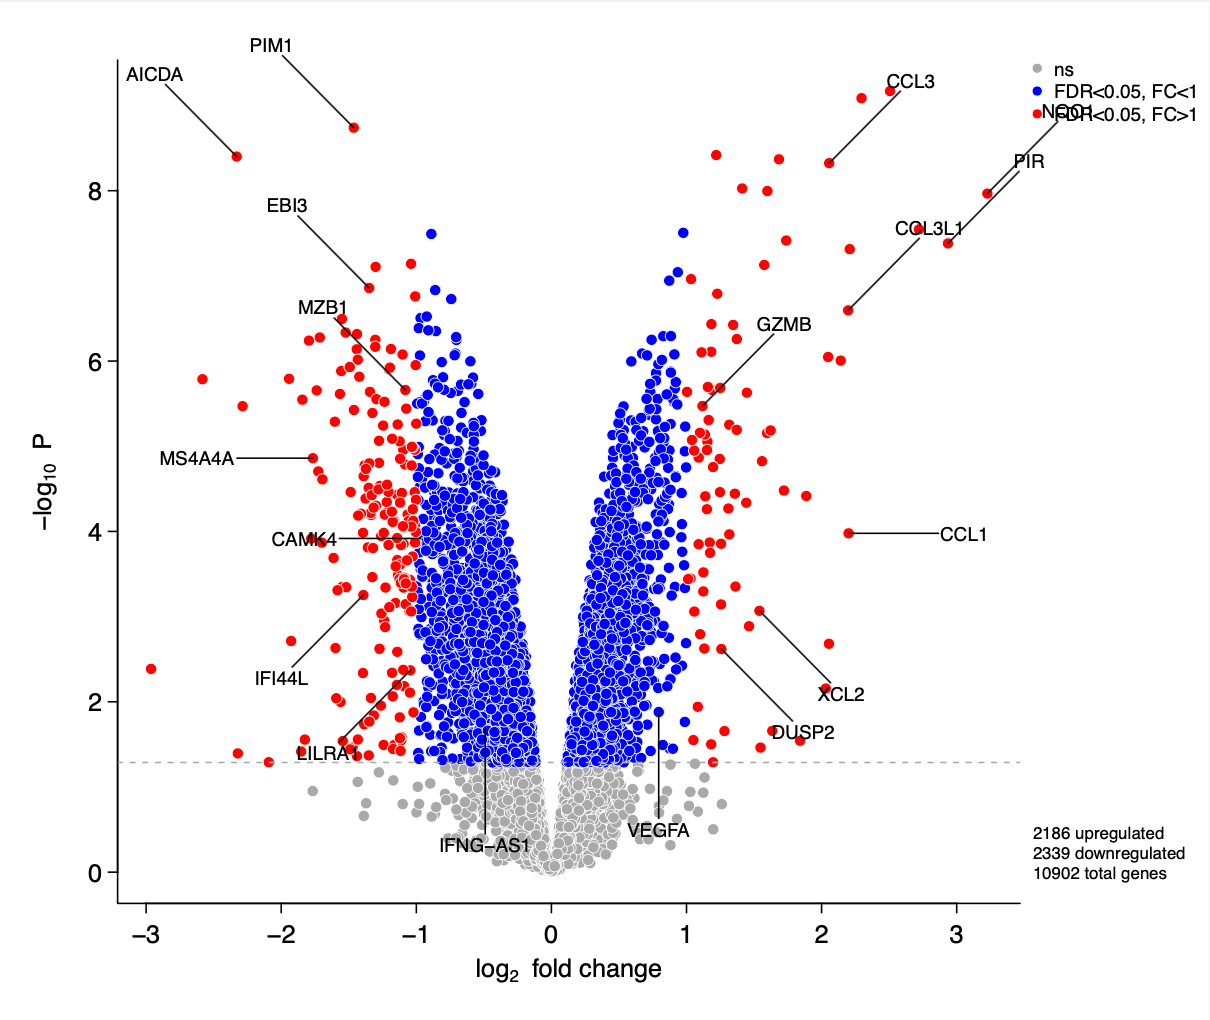 PIM1
AICDA
CCL3
ns
FDR<0.05, FC<1
NQO1
FDR<0.05, FC>1
PIR
EBI3
CCL3L1
MZB1
GZMB
MS4A4A
CAMK4
CCL1
IFI44L
XCL2
DUSP2
LILRA1
VEGFA
IFNG−AS1
2186 upregulated
2339 downregulated
10902 total genes
−log10 P
8
6
4
2
0
−3 −2 −1 0 1 2 3
log2 fold change